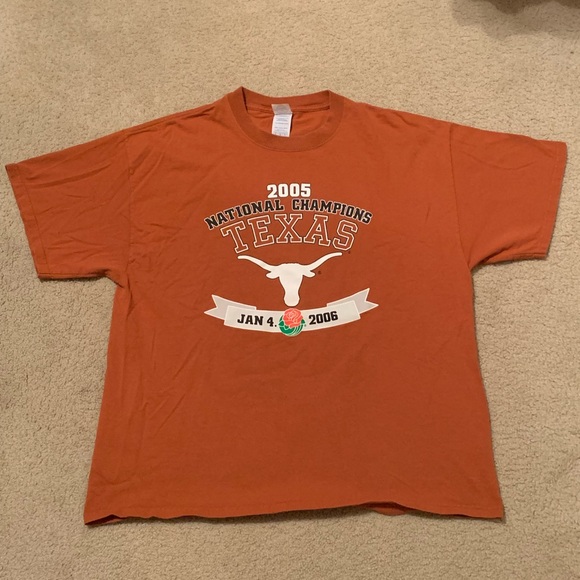 2005
NATIONAL CHAMPIONS
TEXAS
JAN 4. 2006